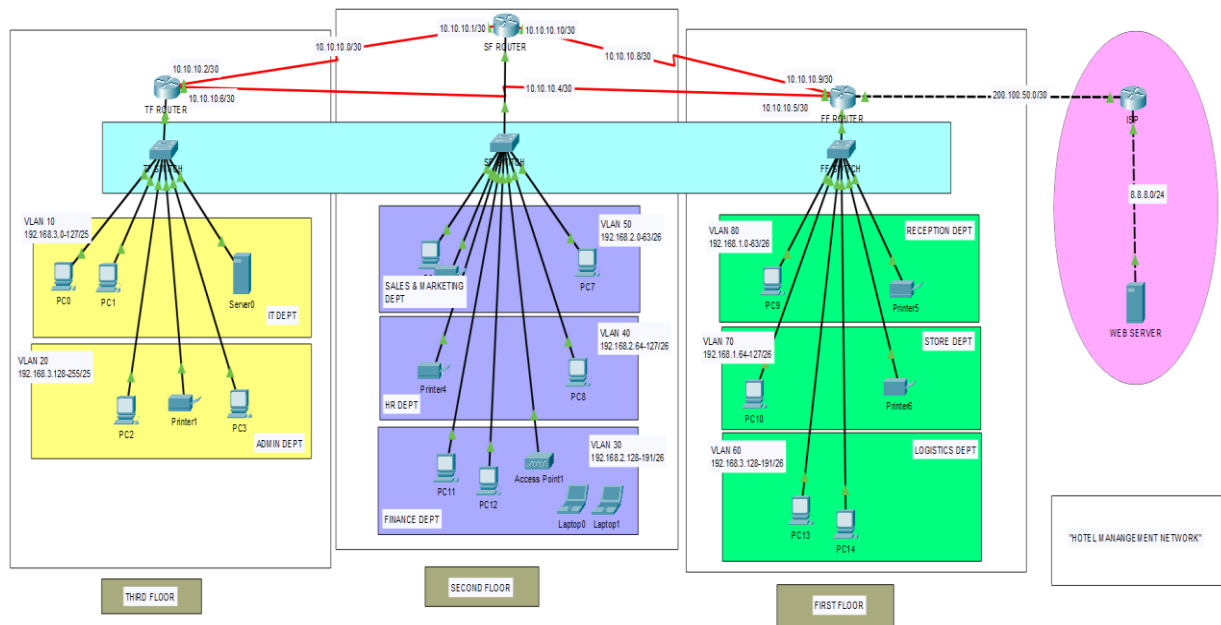 10.10.10.1/30
10.10.10.10/30
SF ROUTER
10.10.10.0/30
10.10.10.8/30
10.10.10.2/30
10.10.10.9/30
10.10.10.4/30
TF ROUTER
10.10.10.6/30
10.10.10.5/30
FF ROUTER
200.100.50.0/30
ISP
8.8.8.0/24
WEB SERVER
TF SWITCH
SF SWITCH
FF SWITCH
VLAN 10
192.168.3.0-127/25
PC0
PC1
Server0
IT DEPT
VLAN 20
192.168.3.128-255/25
PC2
Printer1
PC3
ADMIN DEPT
THIRD FLOOR
VLAN 50
192.168.2.0-63/26
PC7
SALES & MARKETING
DEPT
VLAN 40
192.168.2.64-127/26
Printer4
PC8
HR DEPT
VLAN 30
192.168.2.128-191/26
PC11
PC12
Access Point1
Laptop0
Laptop1
FINANCE DEPT
SECOND FLOOR
VLAN 80
192.168.1.0-63/26
RECEPTION DEPT
PC9
Printer5
VLAN 70
192.168.1.64-127/26
STORE DEPT
PC10
Printer6
VLAN 60
192.168.3.128-191/26
LOGISTICS DEPT
PC13
PC14
FIRST FLOOR
"HOTEL MANANGEMENT NETWORK"